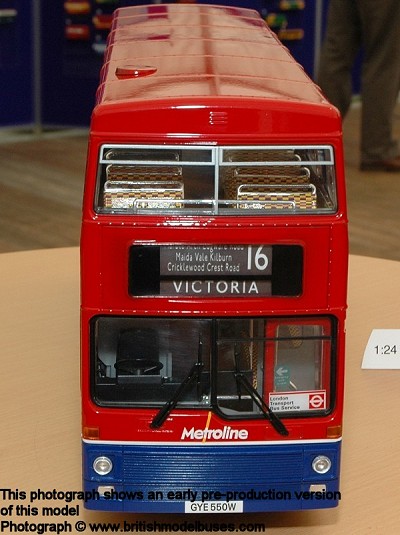 Maida Vale Kilburn
Cricklewood Crest Road
16
VICTORIA
1:24
London
Transport
Bus Service
Metroline
GYE 550W
This photograph shows an early pre-production version
of this model
Photograph © www.britishmodelbuses.com